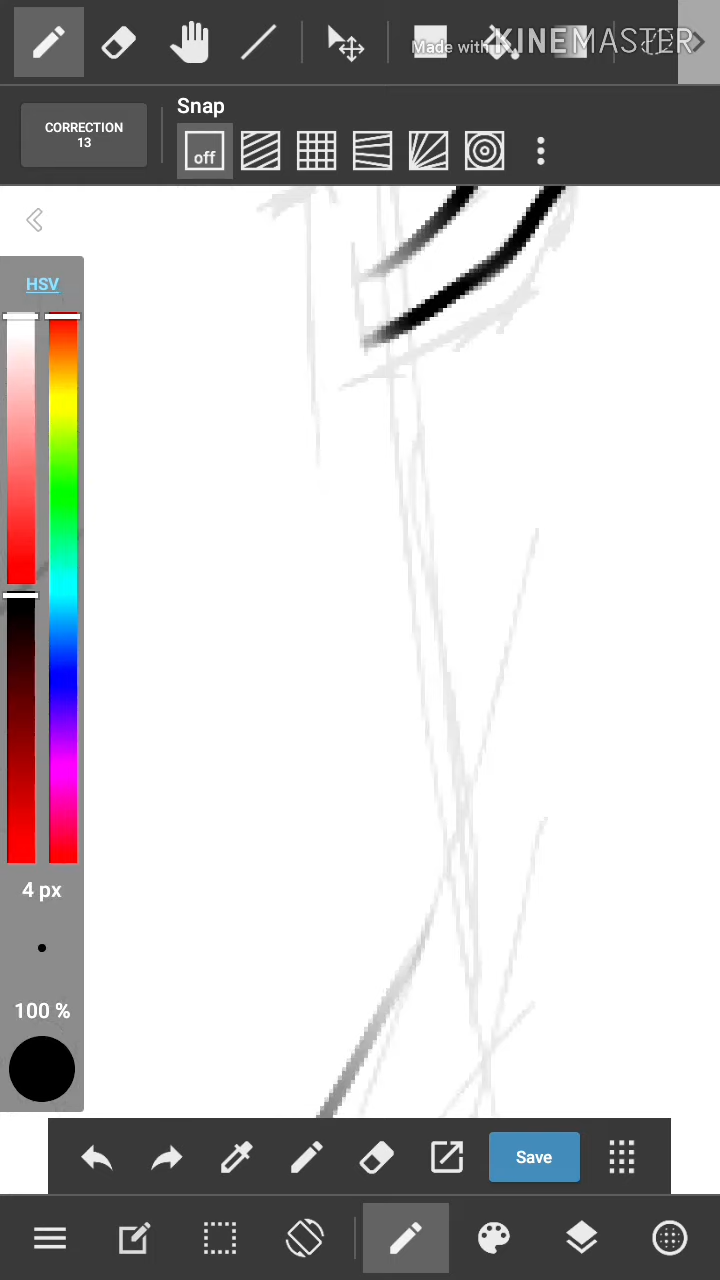 Made with KINEMASTER
CORRECTION
13
Snap
off
HSV
4 px
100 %
Save